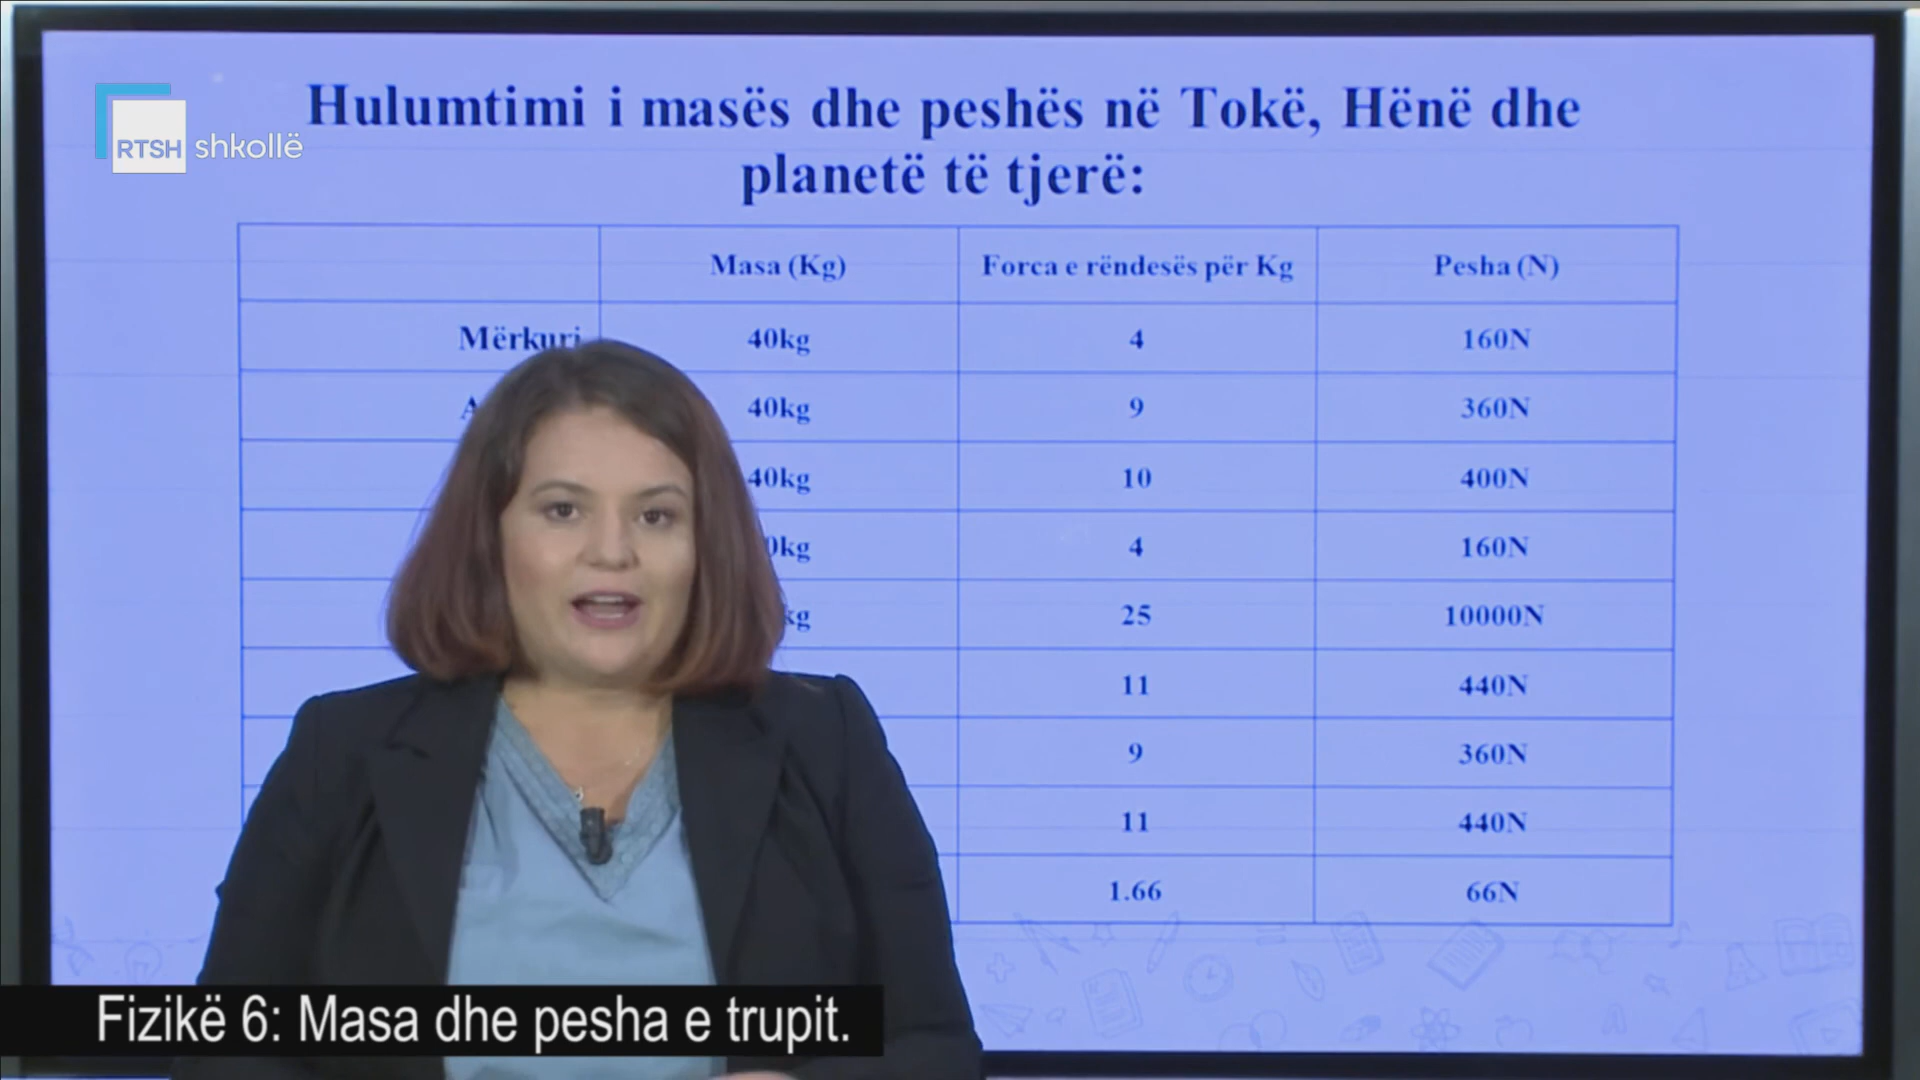 RTSH shkollë
Hulumtimi i masës dhe peshës në Tokë, Hënë dhe
planetë të tjerë:
Masa (Kg) Forca e rëndesës për Kg Pesha (N)
Mërkuri 40kg 4 160N
40kg 9 360N
40kg 10 400N
4 160N
25 10000N
11 440N
9 360N
11 440N
1.66 66N
Fizikë 6: Masa dhe pesha e trupit.